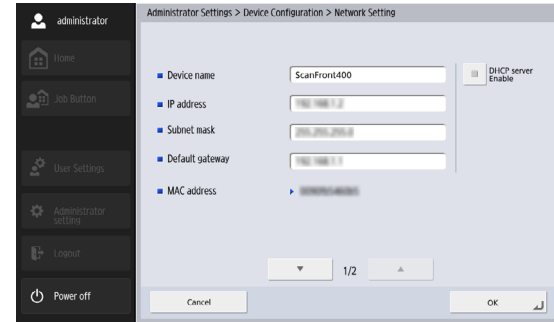 administrator
Administrator Settings > Device Configuration > Network Setting
Home
Job Button
User Settings
Administrator
setting
Logout
Power off
Device name
ScanFront400
DHCP server
Enable
IP address
Subnet mask
Default gateway
MAC address
1/2
Cancel
OK